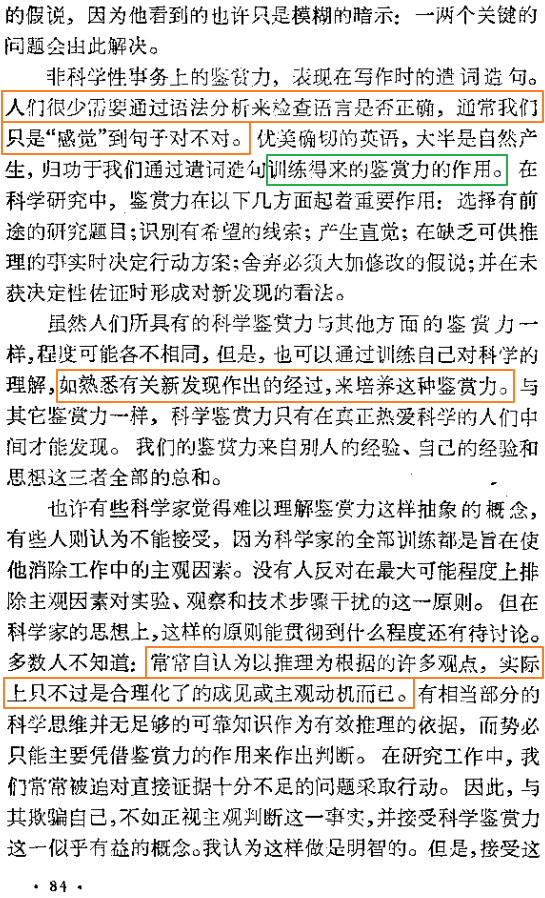 的假说，因为他看到的也许只是模糊的暗示：一两个关键的
问题会由此解决。
非科学性事务上的鉴赏力，表现在写作时的遣词造句。
人们很少需要通过语法分析来检查语言是否正确，通常我们
只是“感觉”到句子对不对。优美确切的英语，大半是自然产
生，归功于我们通过遣词造句训练得来的鉴赏力的作用。在
科学研究中，鉴赏力在以下几方面起着重要作用：选择有前
途的研究题目；识别有希望的线索；产生直觉；在缺乏可供推
理的事实时决定行动方案；舍弃必须大加修改的假说；并在未
获决定性佐证时形成对新发现的看法。
虽然人们所具有的科学鉴赏力与其他方面的鉴赏力一
样，程度可能各不相同，但是，也可以通过训练自己对科学的
理解，如熟悉有关新发现作出的经过，来培养这种鉴赏力。与
其它鉴赏力一样，科学鉴赏力只有在真正热爱科学的人们中
间才能发现。我们的鉴赏力来自别人的经验、自己的经验和
思想这三者全部的总和。
也许有些科学家觉得难以理解鉴赏力这样抽象的概念，
有些人则认为不能接受，因为科学家的全部训练都是旨在使
他消除工作中的主观因素。没有人反对在最大可能程度上排
除主观因素对实验、观察和技术步骤干扰的这一原则。但在
科学家的思想上，这样的原则能贯彻到什么程度还有待讨论。
多数人不知道：常常自认为以推理为根据的许多观点，实际
上只不过是合理化了的成见或主观动机而已。有相当部分的
科学思维并无足够的可靠知识作为有效推理的依据，而势必
只能主要凭借鉴赏力的作用来作出判断。在研究工作中，我
们常常被迫对直接证据十分不足的问题采取行动。因此，与
其欺骗自己，不如正视主观判断这一事实，并接受科学鉴赏力
这一似乎有益的概念。我认为这样做是明智的。但是，接受这
· 84 ·